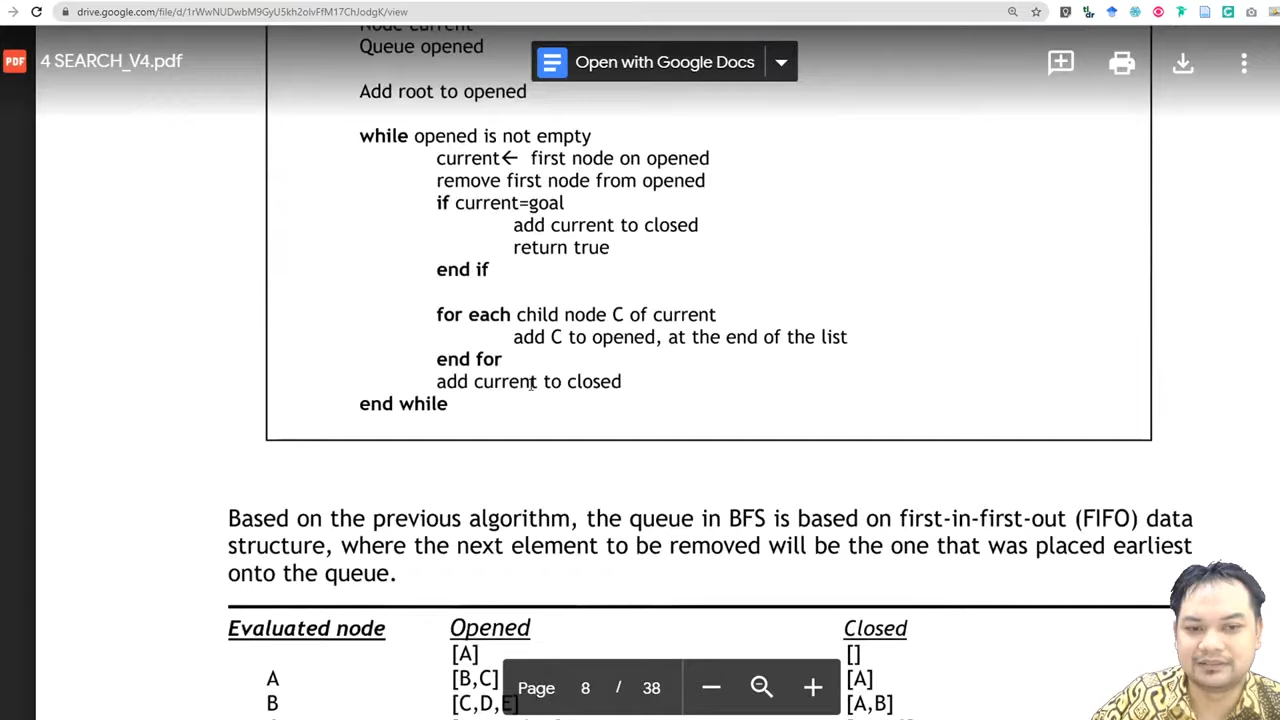 drive.google.com/file/d/1rWwNUDwbM9GyU5kh2olvFfM17ChJodgK/view
Node current
Queue opened
PDF
4 SEARCH_V4.pdf
Open with Google Docs
Add root to opened
while opened is not empty
current← first node on opened
remove first node from opened
if current=goal
add current to closed
return true
end if
for each child node C of current
add C to opened, at the end of the list
end for
add current to closed
end while
Based on the previous algorithm, the queue in BFS is based on first-in-first-out (FIFO) data
structure, where the next element to be removed will be the one that was placed earliest
onto the queue.
Evaluated node Opened Closed
[A] []
A [B,C] [A]
B [C,D,E] [A,B]
Page 8 / 38